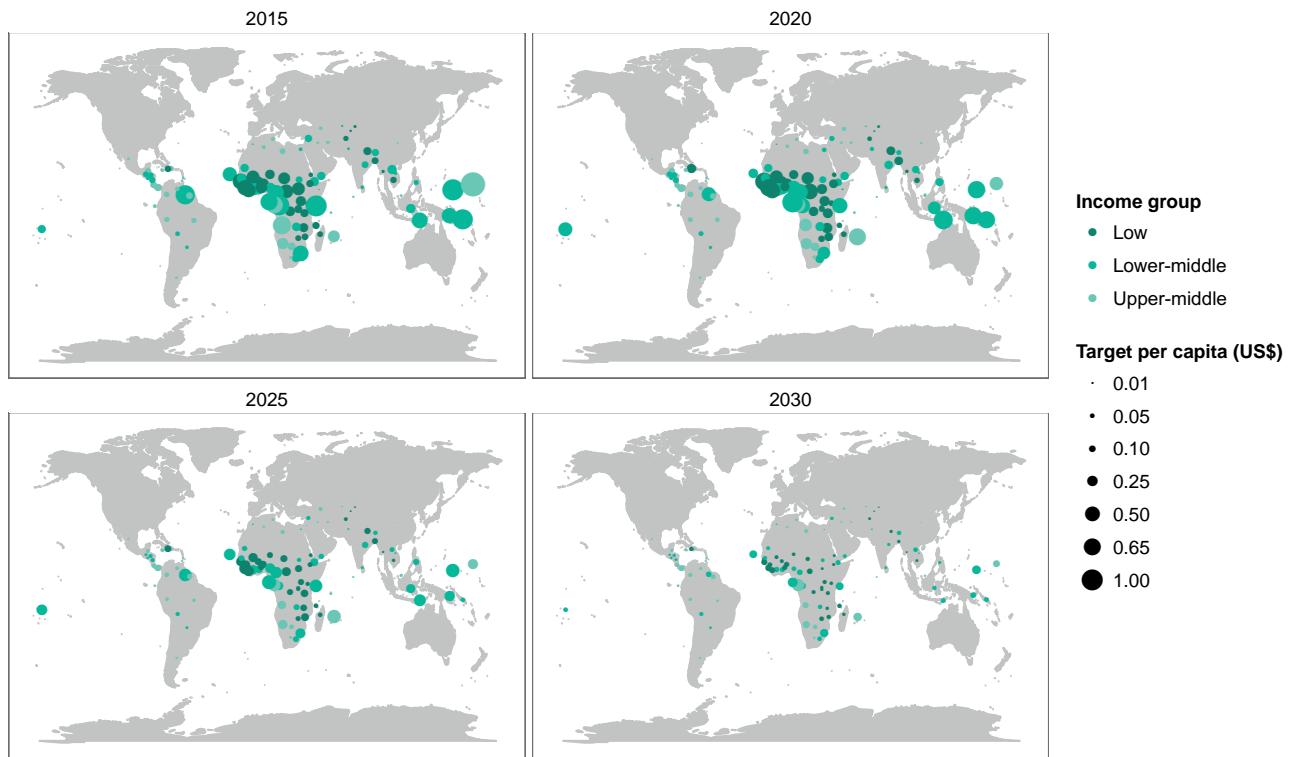 2015
2020
2025
2030
Income group
Low
Lower-middle
Upper-middle
Target per capita (US$)
0.01
0.05
0.10
0.25
0.50
0.65
1.00